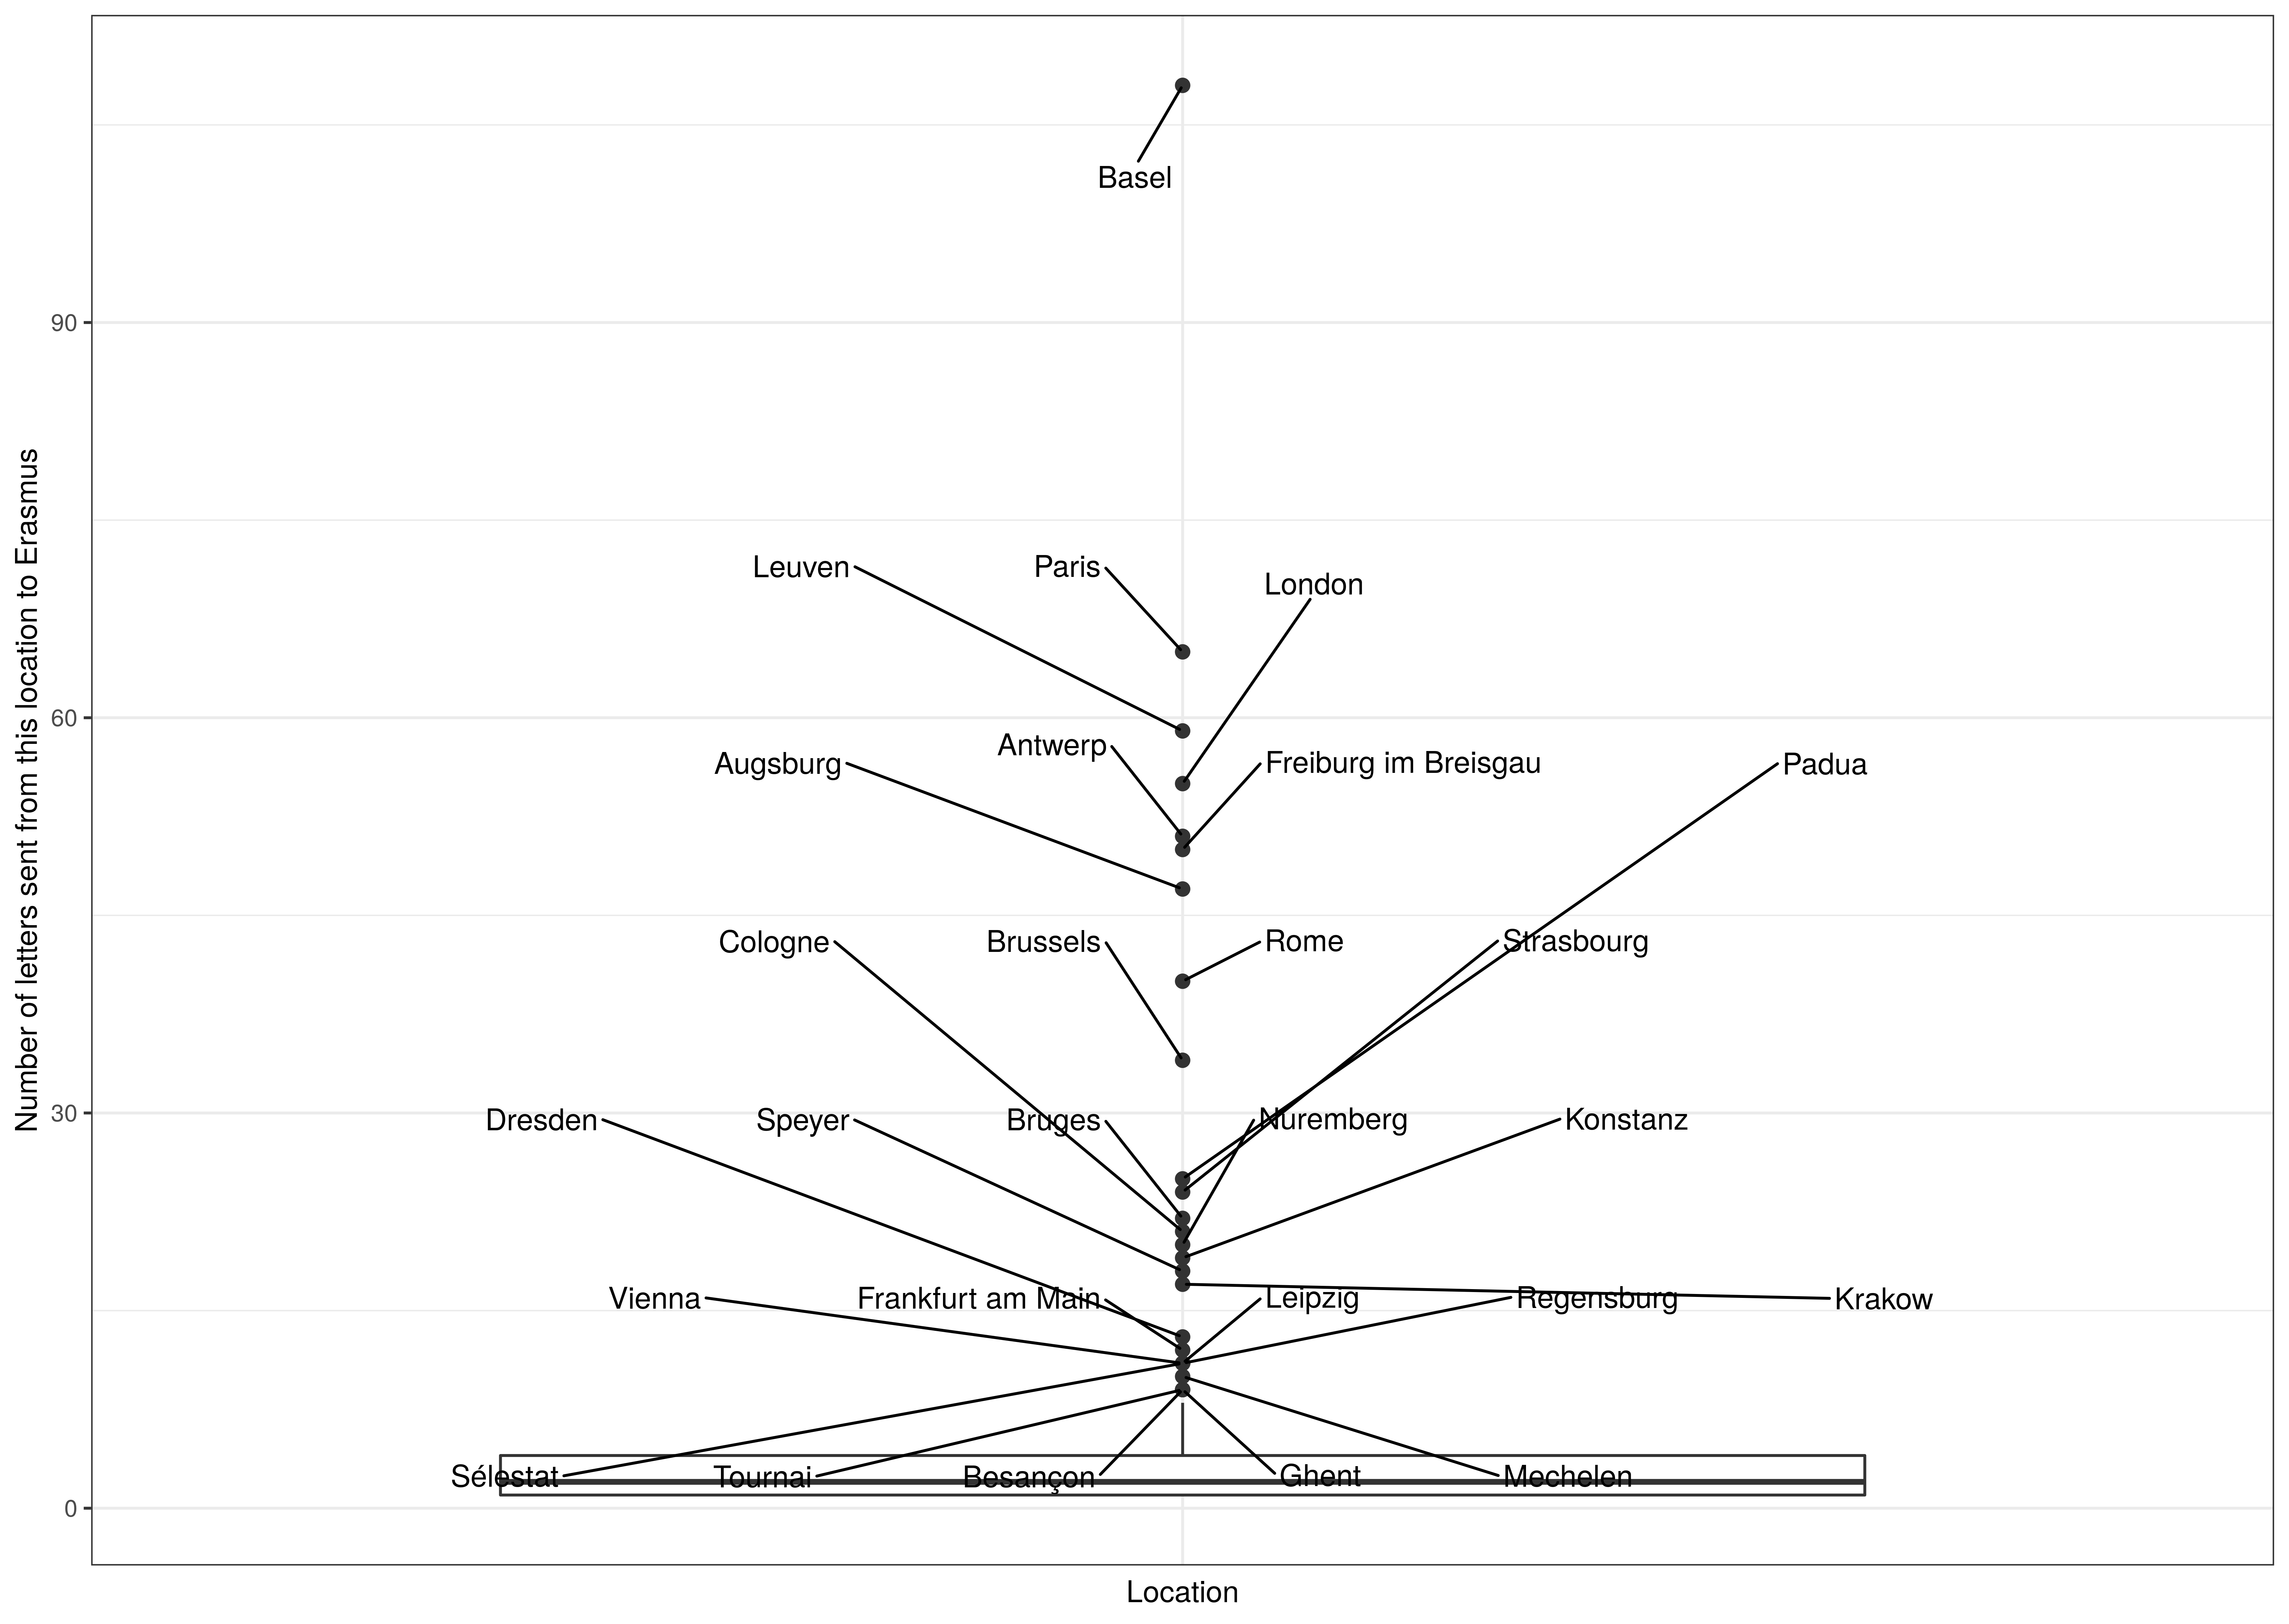 Basel
90
Leuven
Paris
London
60
Antwerp
Augsburg
Freiburg im Breisgau
Padua
Cologne
Brussels
Rome
Strasbourg
30
Dresden
Speyer
Bruges
Nuremberg
Konstanz
Vienna
Frankfurt am Main
Leipzig
Regensburg
Krakow
Sélestat
Tournai
Besançon
Ghent
Mechelen
0
Number of letters sent from this location to Erasmus
Location